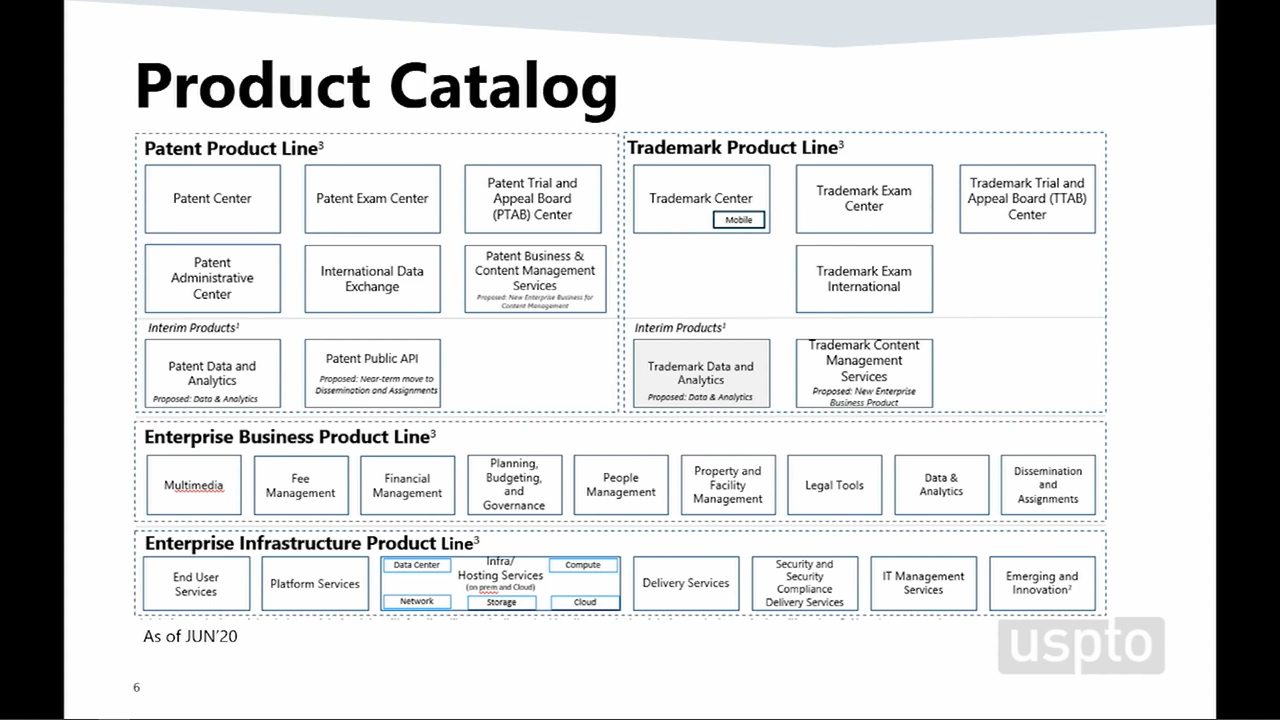 Product Catalog
Patent Product Line³
Patent Center
Patent Exam Center
Patent Trial and
Appeal Board
(PTAB) Center
Patent
Administrative
Center
International Data
Exchange
Patent Business &
Content Management
Services
Proposed: New Enterprise Business for
Content Management
Interim Products¹
Patent Data and
Analytics
Proposed: Data & Analytics
Patent Public API
Proposed: Near-term move to
Dissemination and Assignments
Trademark Product Line³
Trademark Center
Mobile
Trademark Exam
Center
Trademark Trial and
Appeal Board (TTAB)
Center
Trademark Exam
International
Interim Products¹
Trademark Data and
Analytics
Proposed: Data & Analytics
Trademark Content
Management
Services
Proposed: New Enterprise
Business Product
Enterprise Business Product Line³
Multimedia
Fee
Management
Financial
Management
Planning,
Budgeting,
and
Governance
People
Management
Property and
Facility
Management
Legal Tools
Data &
Analytics
Dissemination
and
Assignments
Enterprise Infrastructure Product Line³
End User
Services
Platform Services
Data Center
Infra/
Hosting Services
(on prem and Cloud)
Compute
Network
Storage
Cloud
Delivery Services
Security and
Security
Compliance
Delivery Services
IT Management
Services
Emerging and
Innovation²
As of JUN'20
uspto
6